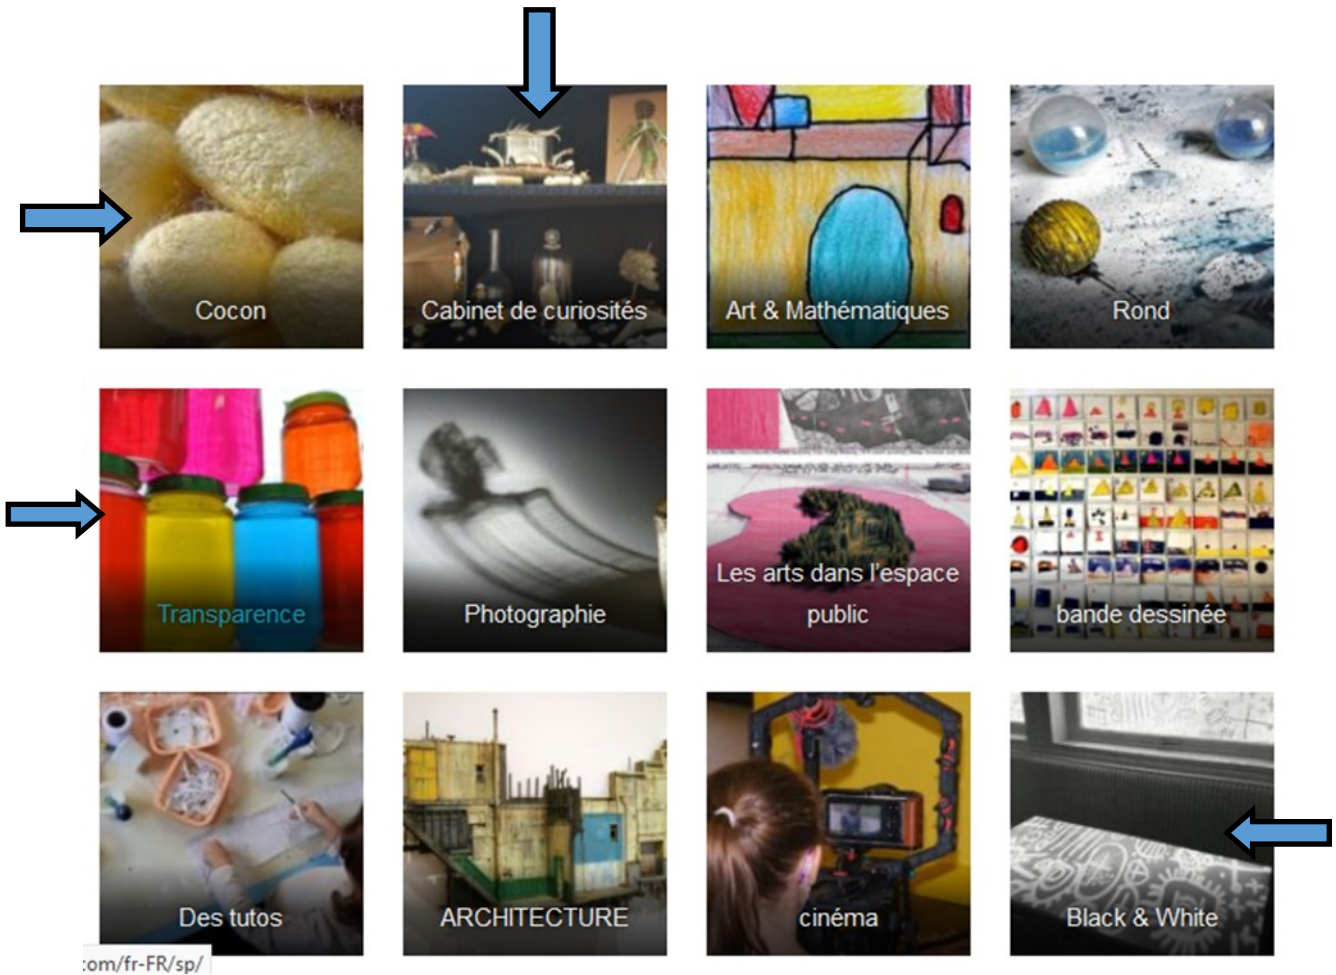 Cocon
Cabinet de curiosités
Art & Mathématiques
Rond
Transparence
Photographie
Les arts dans l'espace
public
bande dessinée
Des tutos
ARCHITECTURE
cinéma
Black & White
com/fr-FR/sp/